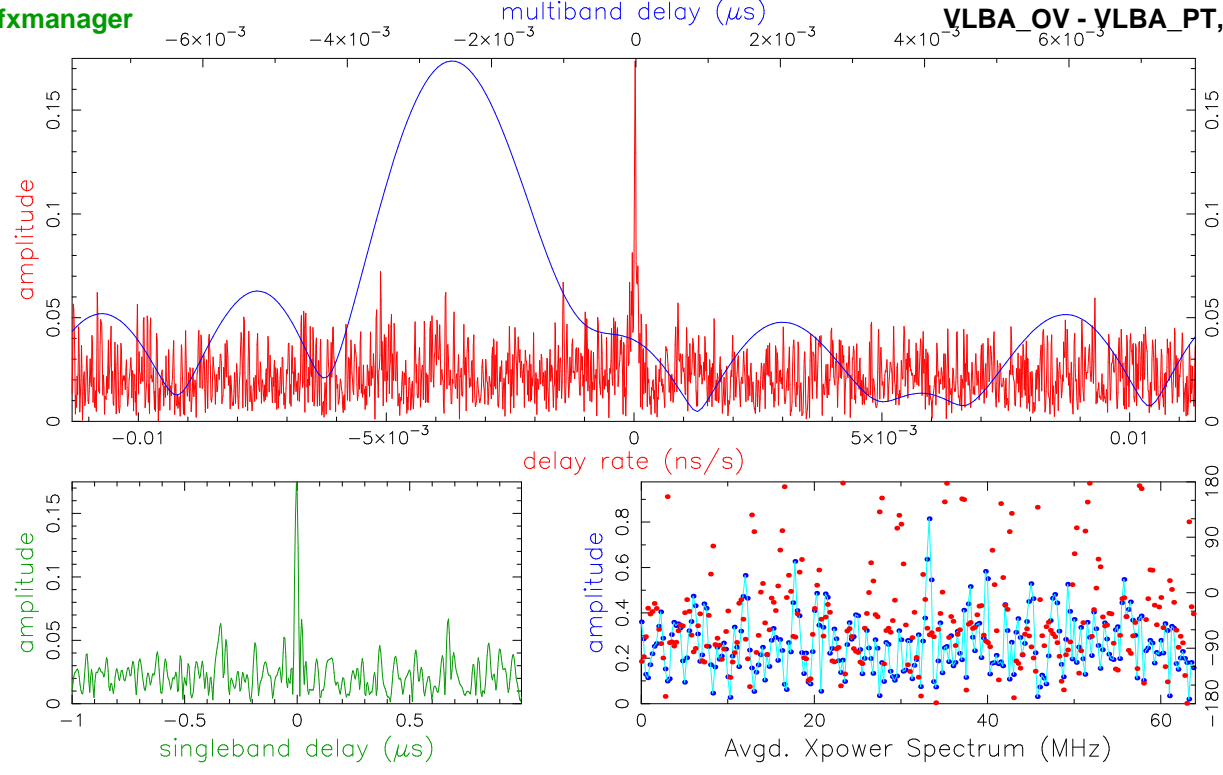 fxmanager
multiband delay (μs)
VLBA_OV - VLBA_PT,
−6×10⁻³ −4×10⁻³ −2×10⁻³ 0 2×10⁻³ 4×10⁻³ 6×10⁻³
amplitude
0 0.05 0.1 0.15
0 0.05 0.1 0.15
−0.01 −5×10⁻³ 0 5×10⁻³ 0.01
delay rate (ns/s)
amplitude
0 0.05 0.1 0.15
−1 −0.5 0 0.5
singleband delay (μs)
amplitude
0 0.2 0.4 0.6 0.8
−180 −90 0 90 180
0 20 40 60
Avgd. Xpower Spectrum (MHz)